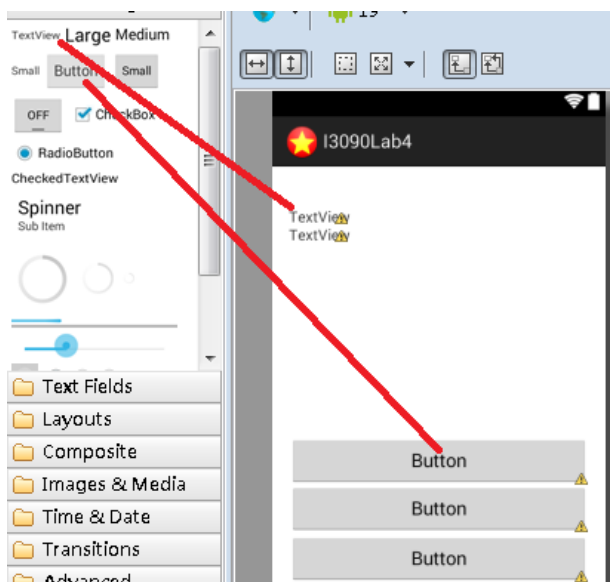 TextView Large Medium
Small Button Small
OFF CheckBox
RadioButton
CheckedTextView
Spinner
Sub Item
Text Fields
Layouts
Composite
Images & Media
Time & Date
Transitions
Advanced
19
I3090Lab4
TextView
TextView
Button
Button
Button